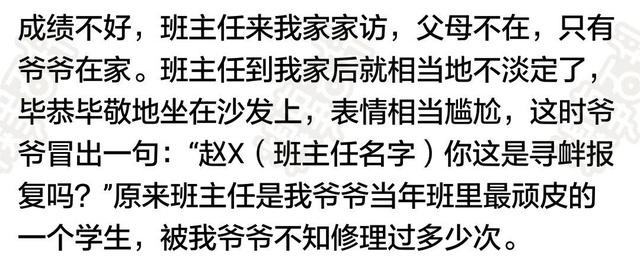 成绩不好，班主任来我家家访，父母不在，只有
爷爷在家。班主任到我家后就相当地不淡定了，
毕恭毕敬地坐在沙发上，表情相当尴尬，这时爷
爷冒出一句：“赵X（班主任名字）你这是寻衅报
复吗？”原来班主任是我爷爷当年班里最顽皮的
一个学生，被我爷爷不知修理过多少次。